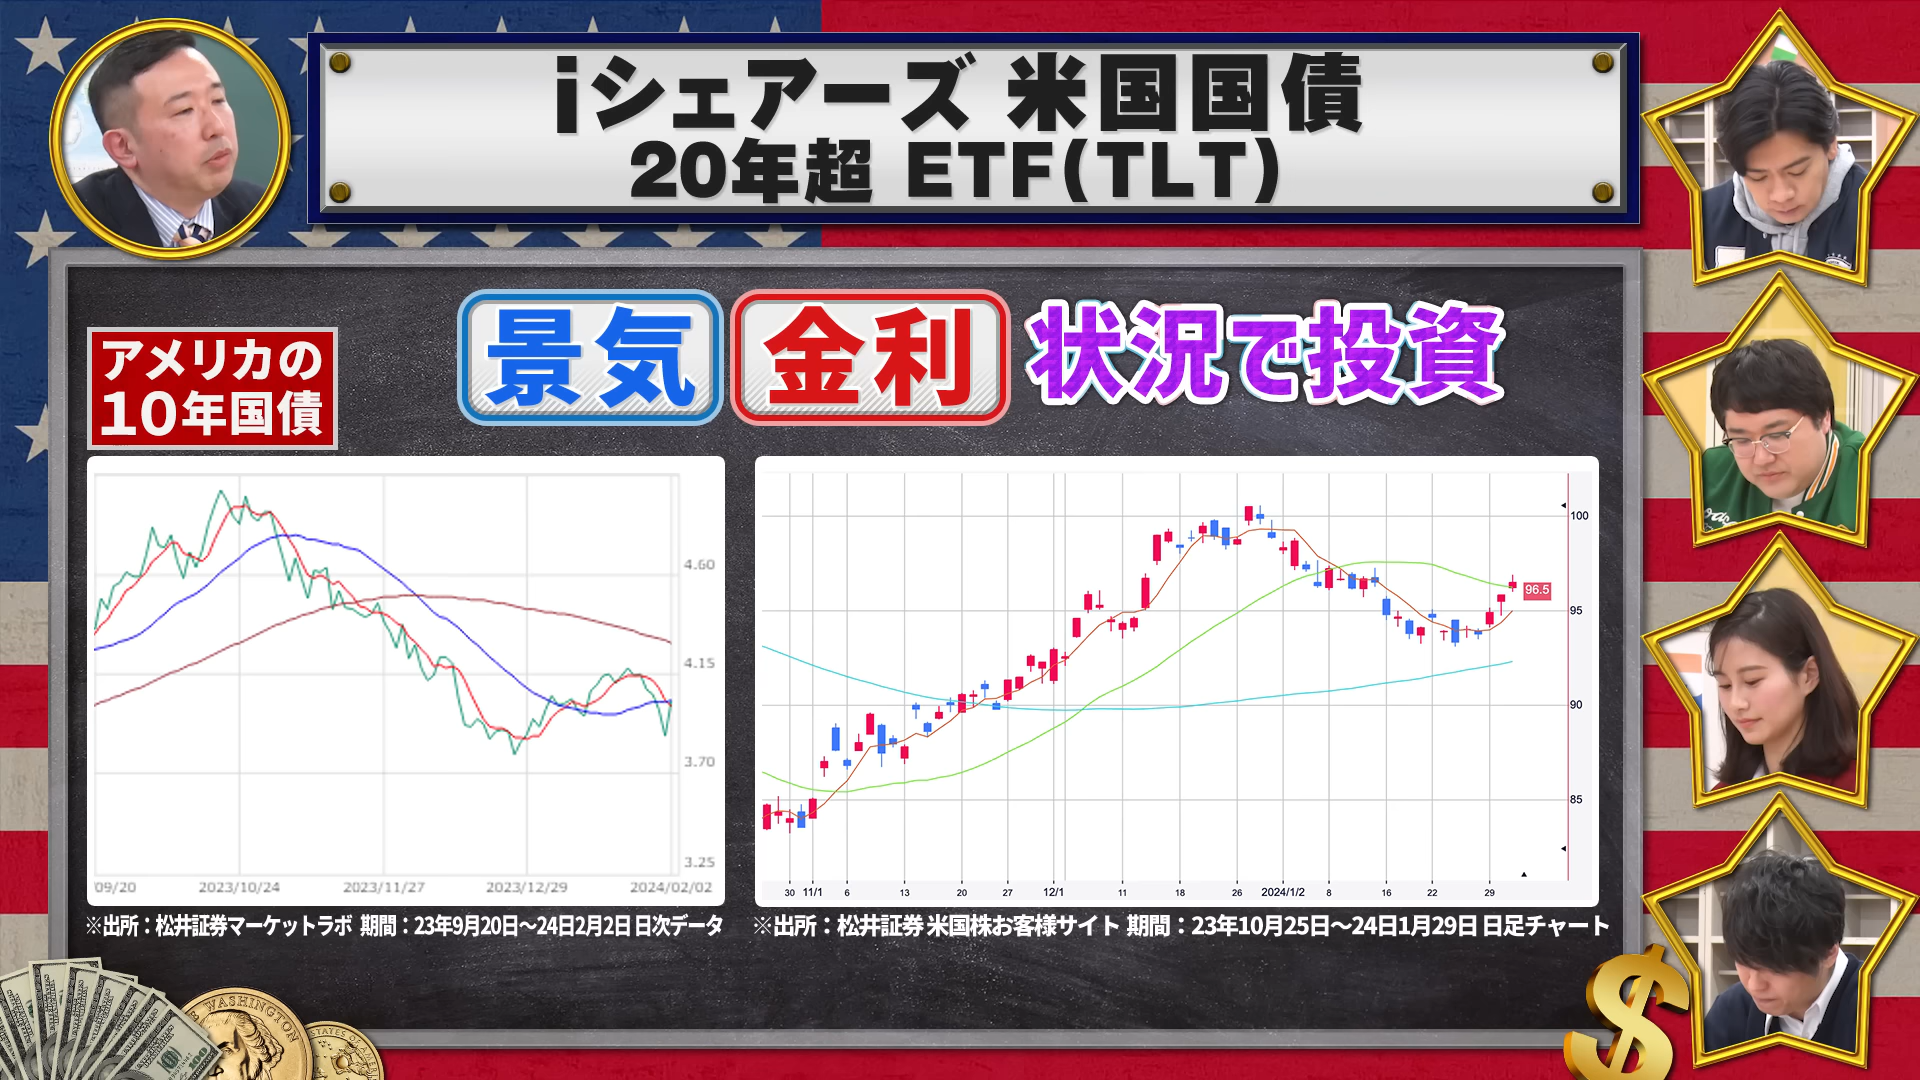 iシェアーズ 米国国債
20年超 ETF(TLT)
景気 金利 状況で投資
アメリカの
10年国債
4.60
4.15
3.70
3.25
09/20 2023/10/24 2023/11/27 2023/12/29 2024/02/02
100
96.5
95
90
85
30 11/1 6 13 20 27 12/1 11 18 26 2024/1/2 8 16 22 29
※出所：松井証券マーケットラボ 期間：23年9月20日〜24日2月2日 日次データ
※出所：松井証券 米国株お客様サイト 期間：23年10月25日〜24日1月29日 日足チャート
WASHINGTON
100
$